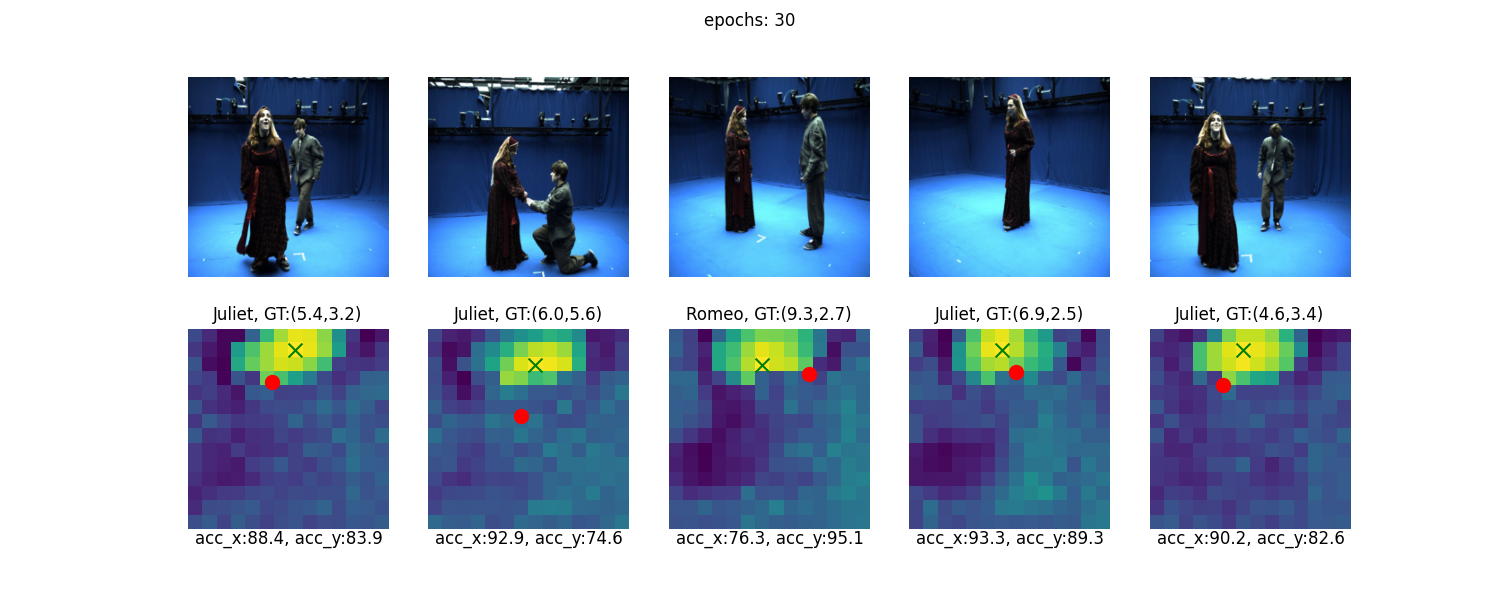 epochs: 30
Juliet, GT:(5.4,3.2)
Juliet, GT:(6.0,5.6)
Romeo, GT:(9.3,2.7)
Juliet, GT:(6.9,2.5)
Juliet, GT:(4.6,3.4)
acc_x:88.4, acc_y:83.9
acc_x:92.9, acc_y:74.6
acc_x:76.3, acc_y:95.1
acc_x:93.3, acc_y:89.3
acc_x:90.2, acc_y:82.6